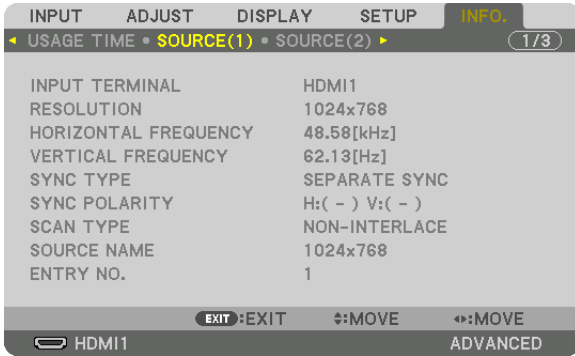 INPUT ADJUST DISPLAY SETUP INFO.
◄ USAGE TIME • SOURCE(1) • SOURCE(2) ► 1/3
INPUT TERMINAL HDMI1
RESOLUTION 1024x768
HORIZONTAL FREQUENCY 48.58[kHz]
VERTICAL FREQUENCY 62.13[Hz]
SYNC TYPE SEPARATE SYNC
SYNC POLARITY H:( - ) V:( - )
SCAN TYPE NON-INTERLACE
SOURCE NAME 1024x768
ENTRY NO. 1
EXIT :EXIT :MOVE :MOVE
HDMI1 ADVANCED